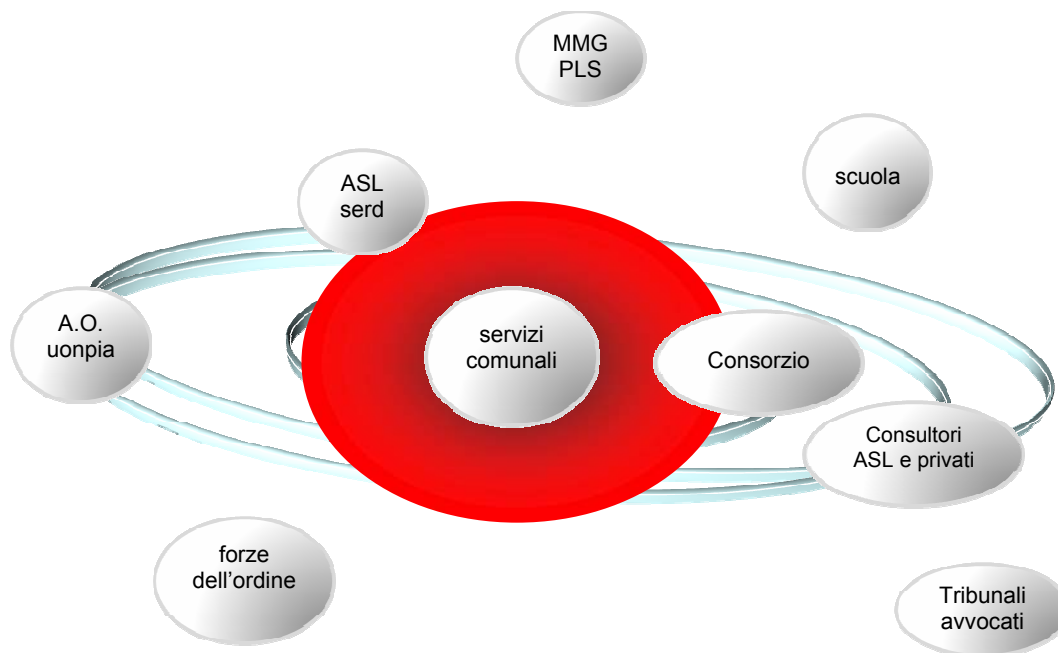 MMG
PLS
scuola
ASL
serd
A.O.
uonpia
servizi
comunali
Consorzio
Consultori
ASL e privati
forze
dell’ordine
Tribunali
avvocati